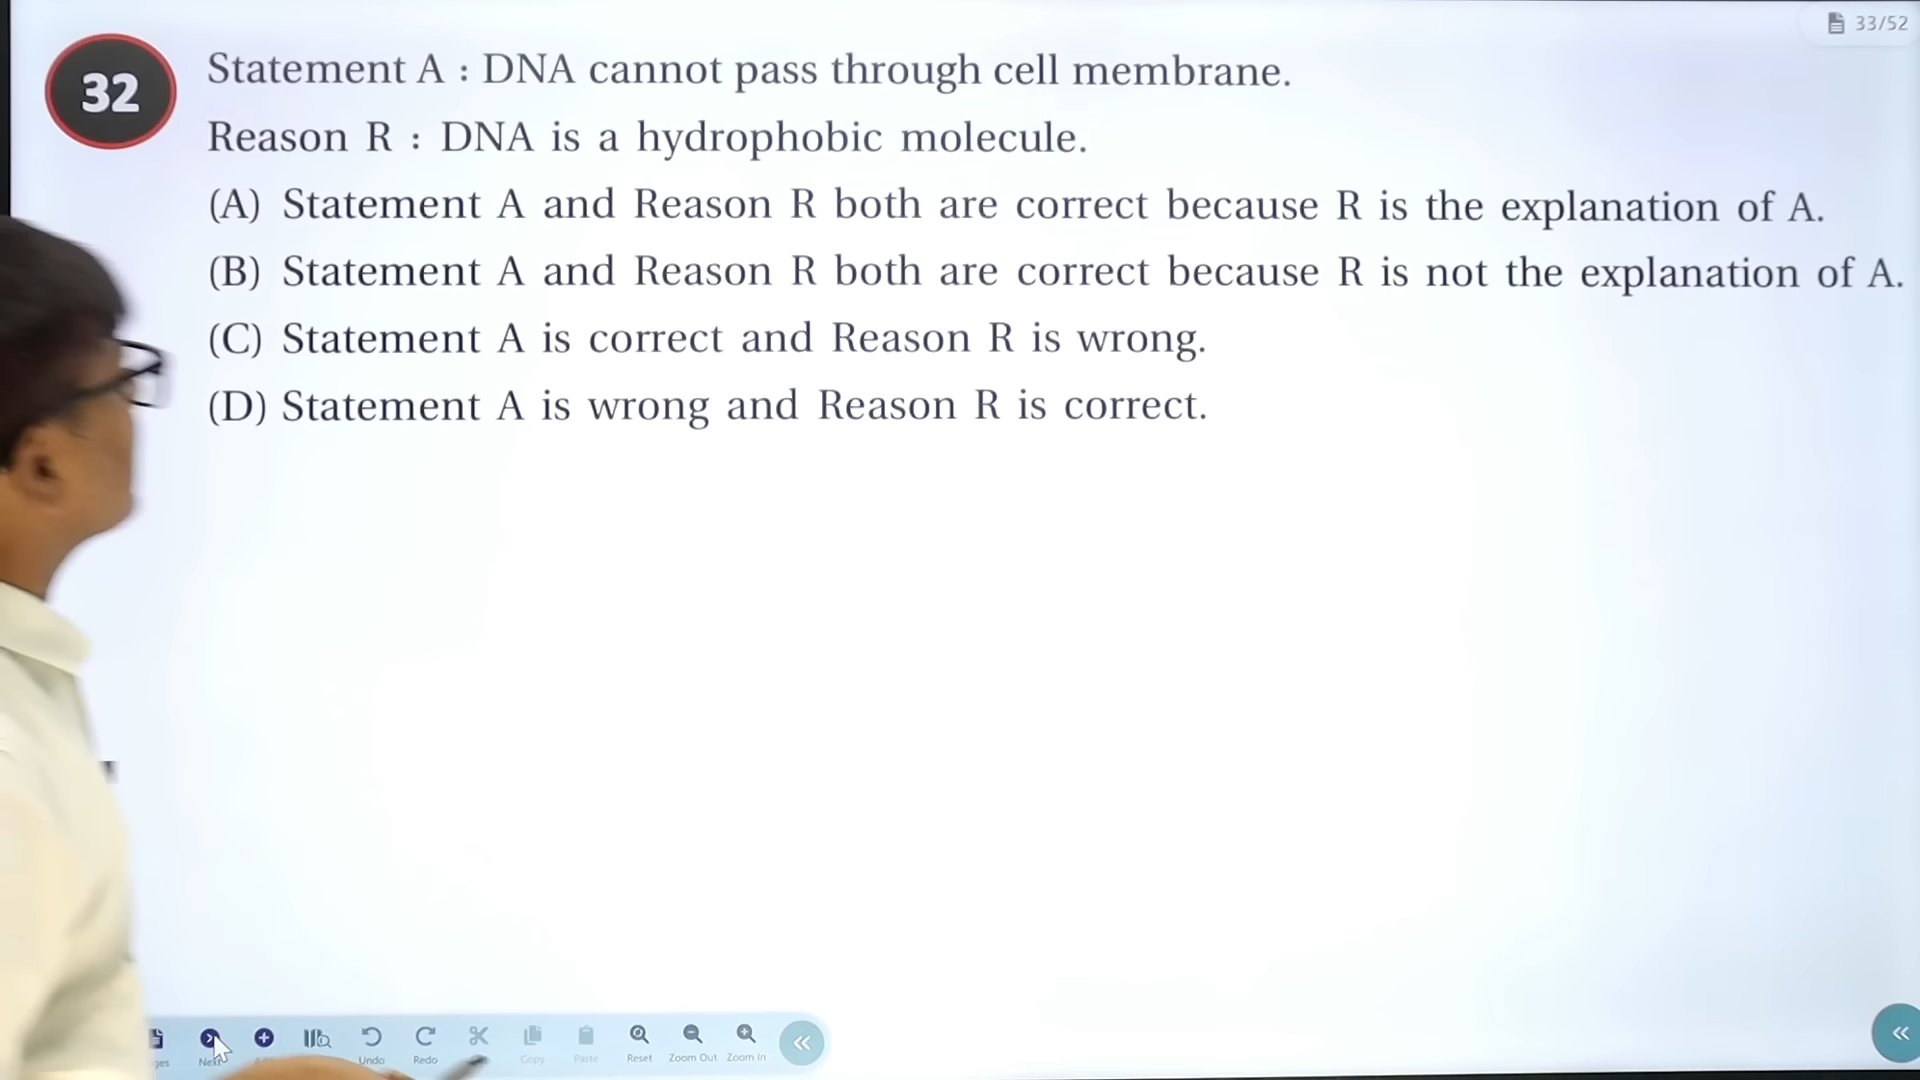 33/52
32
Statement A : DNA cannot pass through cell membrane.
Reason R : DNA is a hydrophobic molecule.
(A) Statement A and Reason R both are correct because R is the explanation of A.
(B) Statement A and Reason R both are correct because R is not the explanation of A.
(C) Statement A is correct and Reason R is wrong.
(D) Statement A is wrong and Reason R is correct.
Undo Redo Copy Paste Reset Zoom Out Zoom In